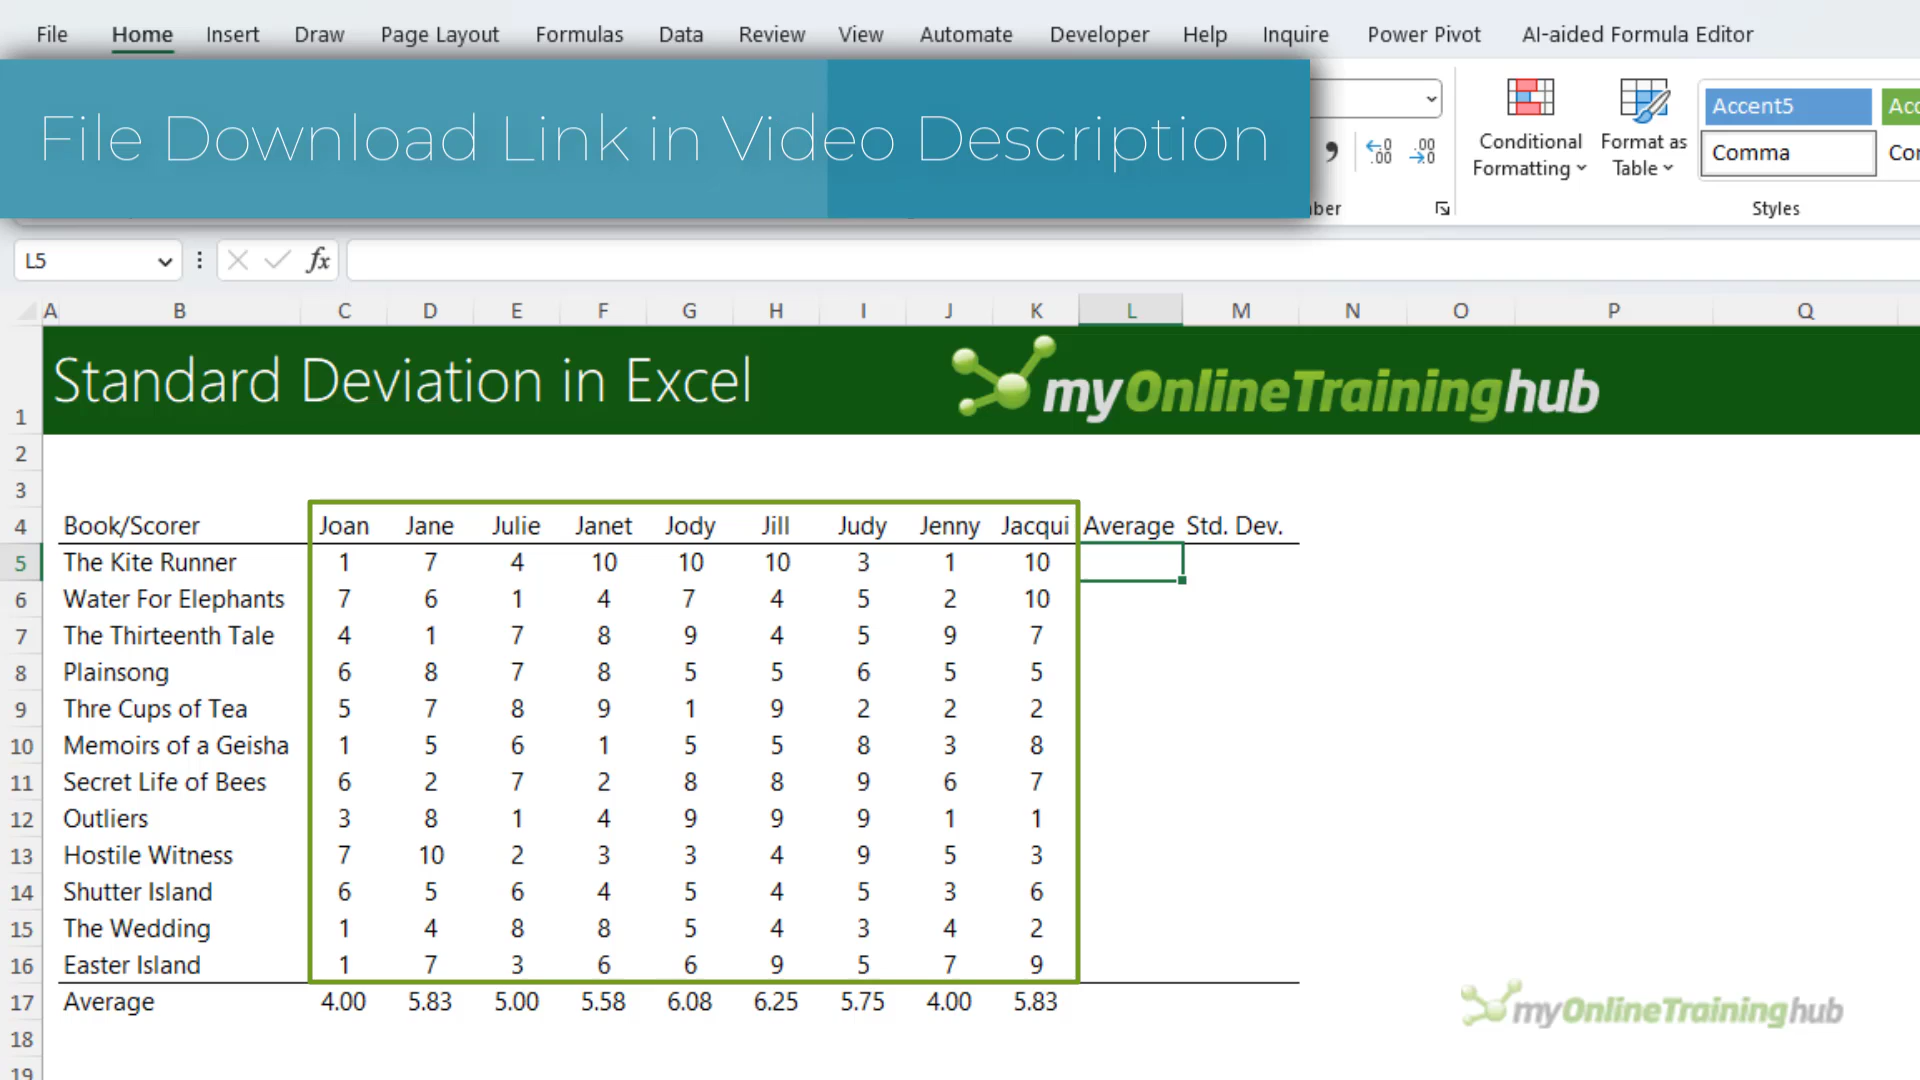 File Home Insert Draw Page Layout Formulas Data Review View Automate Developer Help Inquire Power Pivot AI-aided Formula Editor
File Download Link in Video Description
Accent5
Conditional Formatting
Format as Table
Comma
Styles
L5
fx
A B C D E F G H I J K L M N O P Q
1 Standard Deviation in Excel myOnlineTraininghub
2
3
4 Book/Scorer Joan Jane Julie Janet Jody Jill Judy Jenny Jacqui Average Std. Dev.
5 The Kite Runner 1 7 4 10 10 10 3 1 10
6 Water For Elephants 7 6 1 4 7 4 5 2 10
7 The Thirteenth Tale 4 1 7 8 9 4 5 9 7
8 Plainsong 6 8 7 8 5 5 6 5 5
9 Thre Cups of Tea 5 7 8 9 1 9 2 2 2
10 Memoirs of a Geisha 1 5 6 1 5 5 8 3 8
11 Secret Life of Bees 6 2 7 2 8 8 9 6 7
12 Outliers 3 8 1 4 9 9 9 1 1
13 Hostile Witness 7 10 2 3 3 4 9 5 3
14 Shutter Island 6 5 6 4 5 4 5 3 6
15 The Wedding 1 4 8 8 5 4 3 4 2
16 Easter Island 1 7 3 6 6 9 5 7 9
17 Average 4.00 5.83 5.00 5.58 6.08 6.25 5.75 4.00 5.83
myOnlineTraininghub
18
19